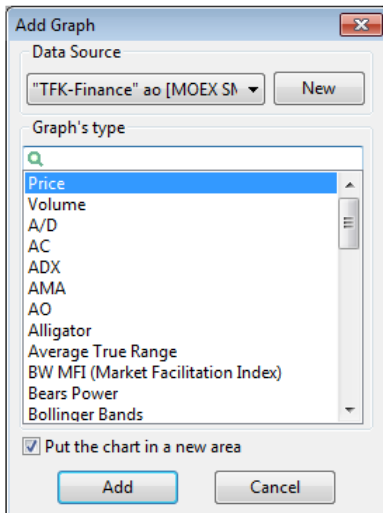 Add Graph
Data Source
"TFK-Finance" ao [MOEX SM
New
Graph's type
Price
Volume
A/D
AC
ADX
AMA
AO
Alligator
Average True Range
BW MFI (Market Facilitation Index)
Bears Power
Bollinger Bands
Put the chart in a new area
Add
Cancel